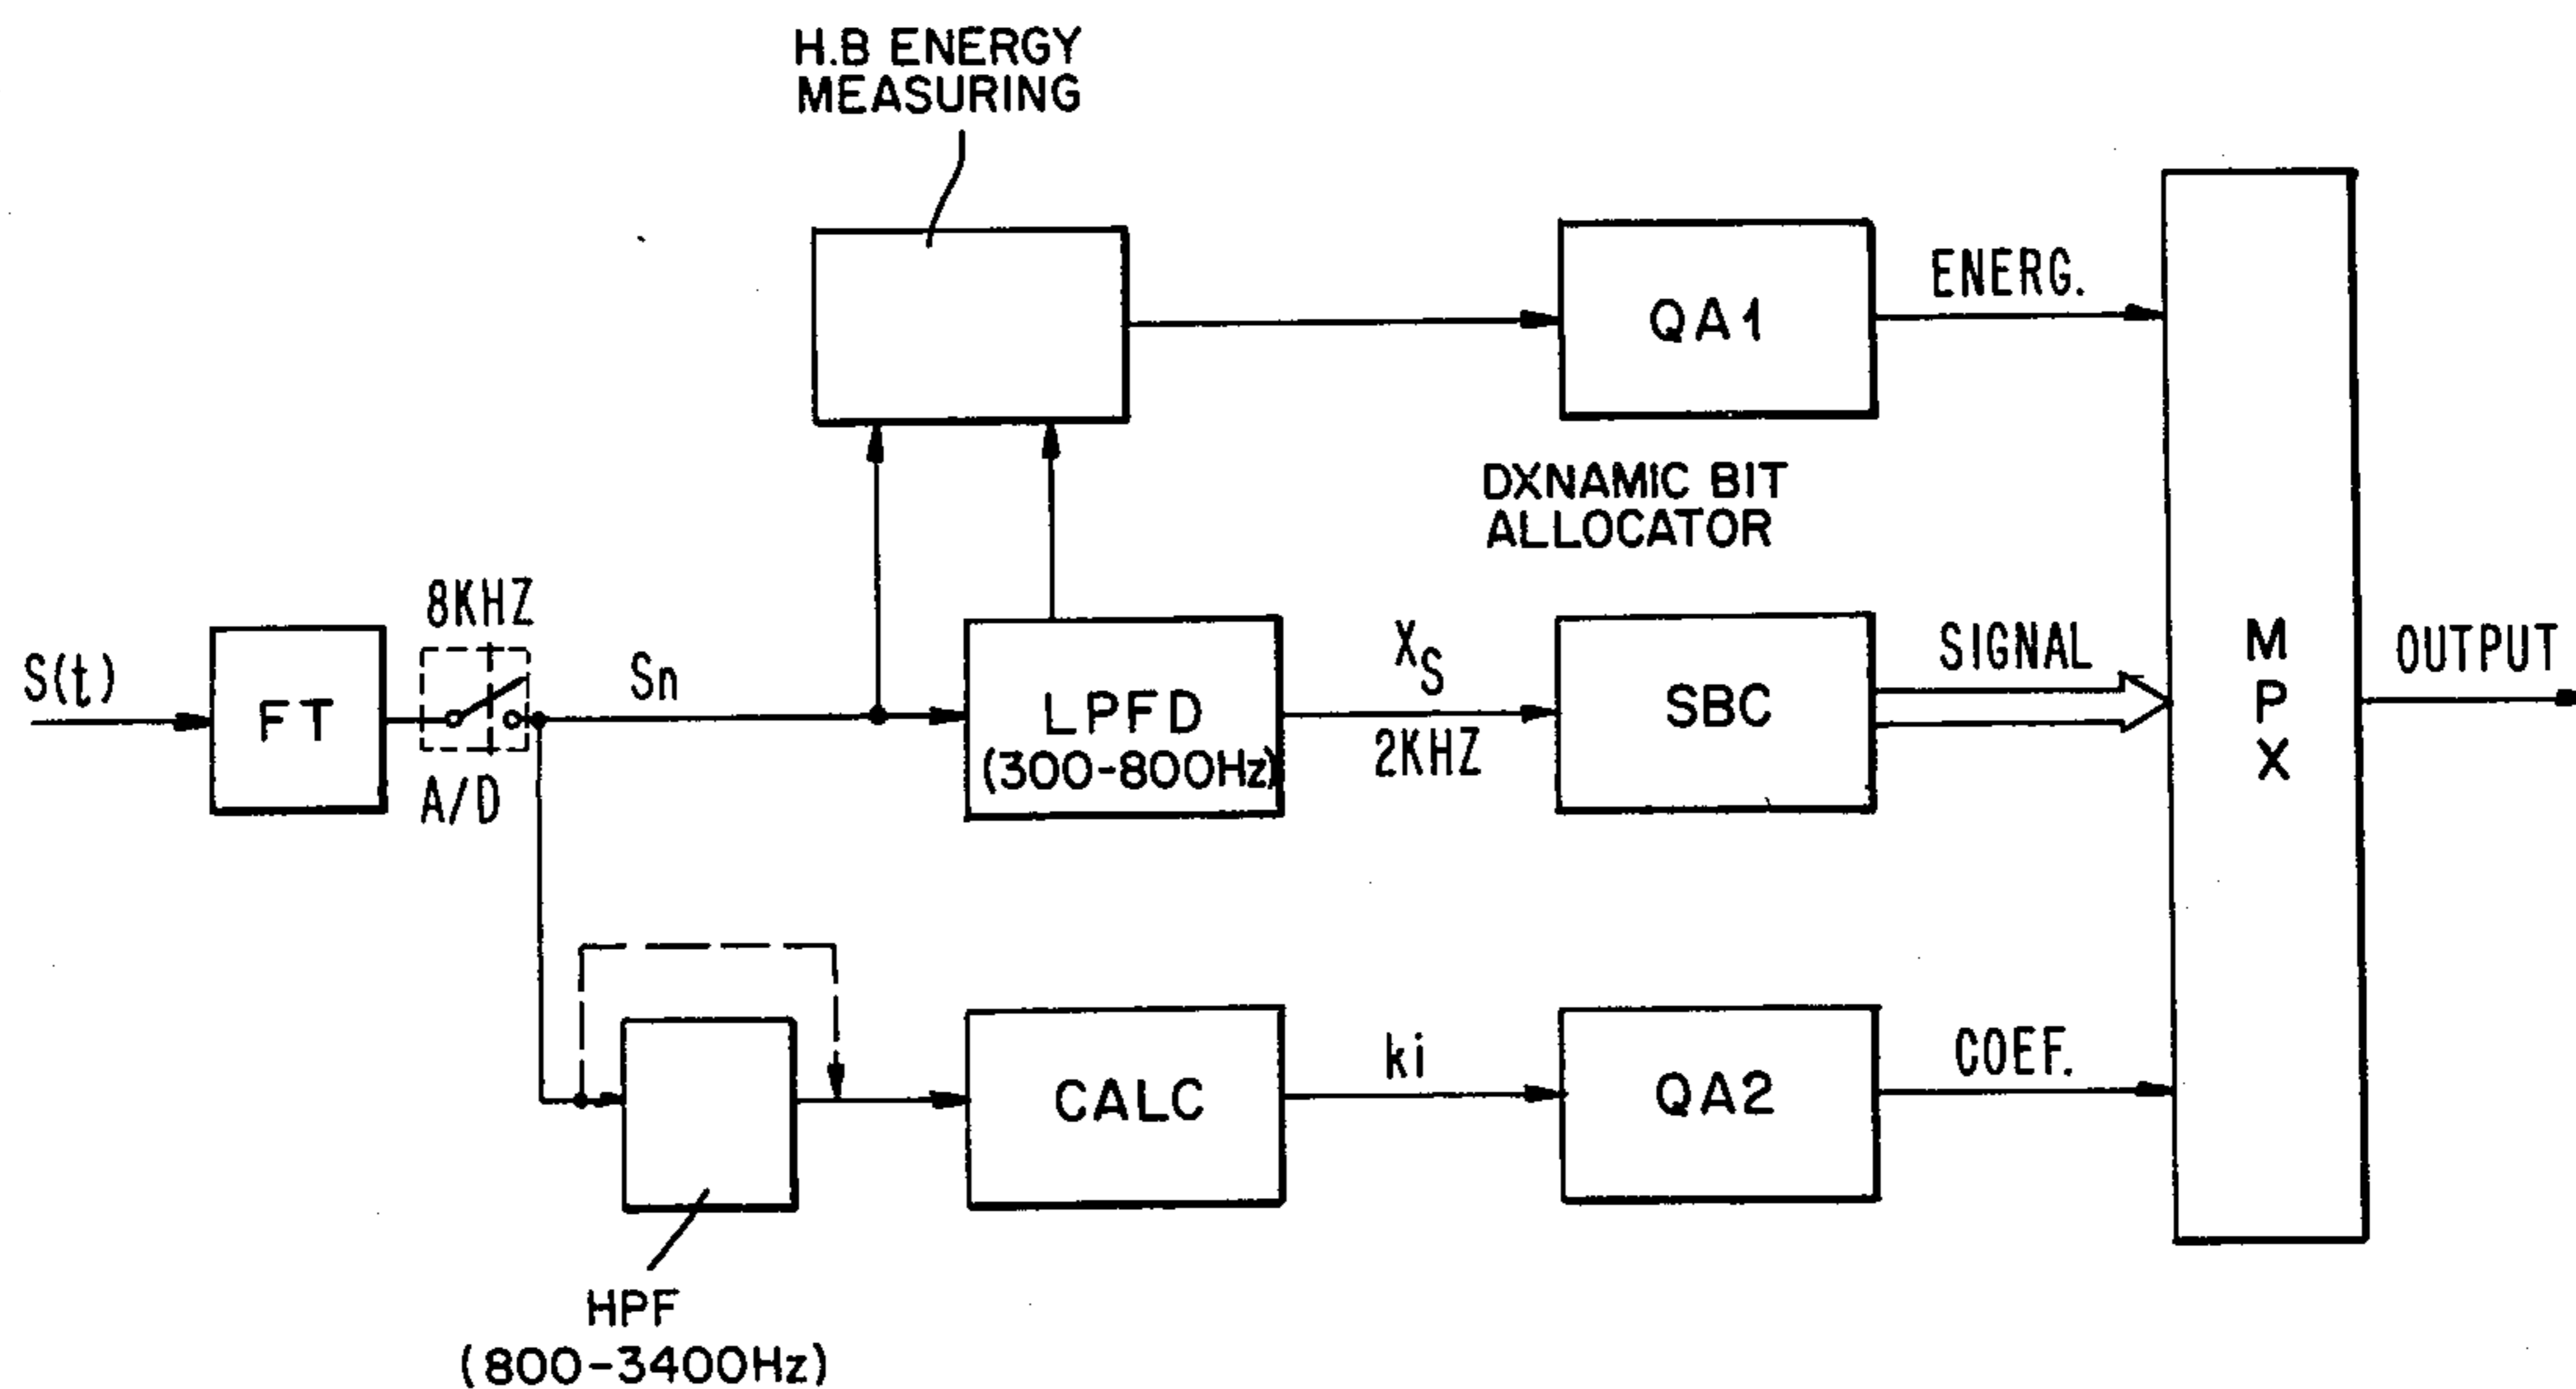 H.B ENERGY
MEASURING
QA1
ENERG.
DXNAMIC BIT
ALLOCATOR
8KHZ
S(t)
FT
A/D
Sn
LPFD
(300-800Hz)
XS
2KHZ
SBC
SIGNAL
M
P
X
OUTPUT
CALC
ki
QA2
COEF.
HPF
(800-3400Hz)